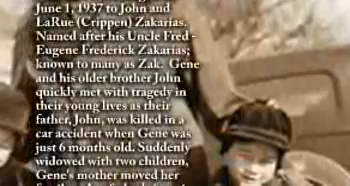 June 1, 1937 to John and
LaRue (Crippen) Zakarias.
Named after his Uncle Fred -
Eugene Frederick Zakarias;
known to many as Zak.  Gene
and his older brother John
quickly met with tragedy in
their young lives as their
father, John, was killed in a
car accident when Gene was
just 6 months old. Suddenly
widowed with two children,
Gene's mother moved her